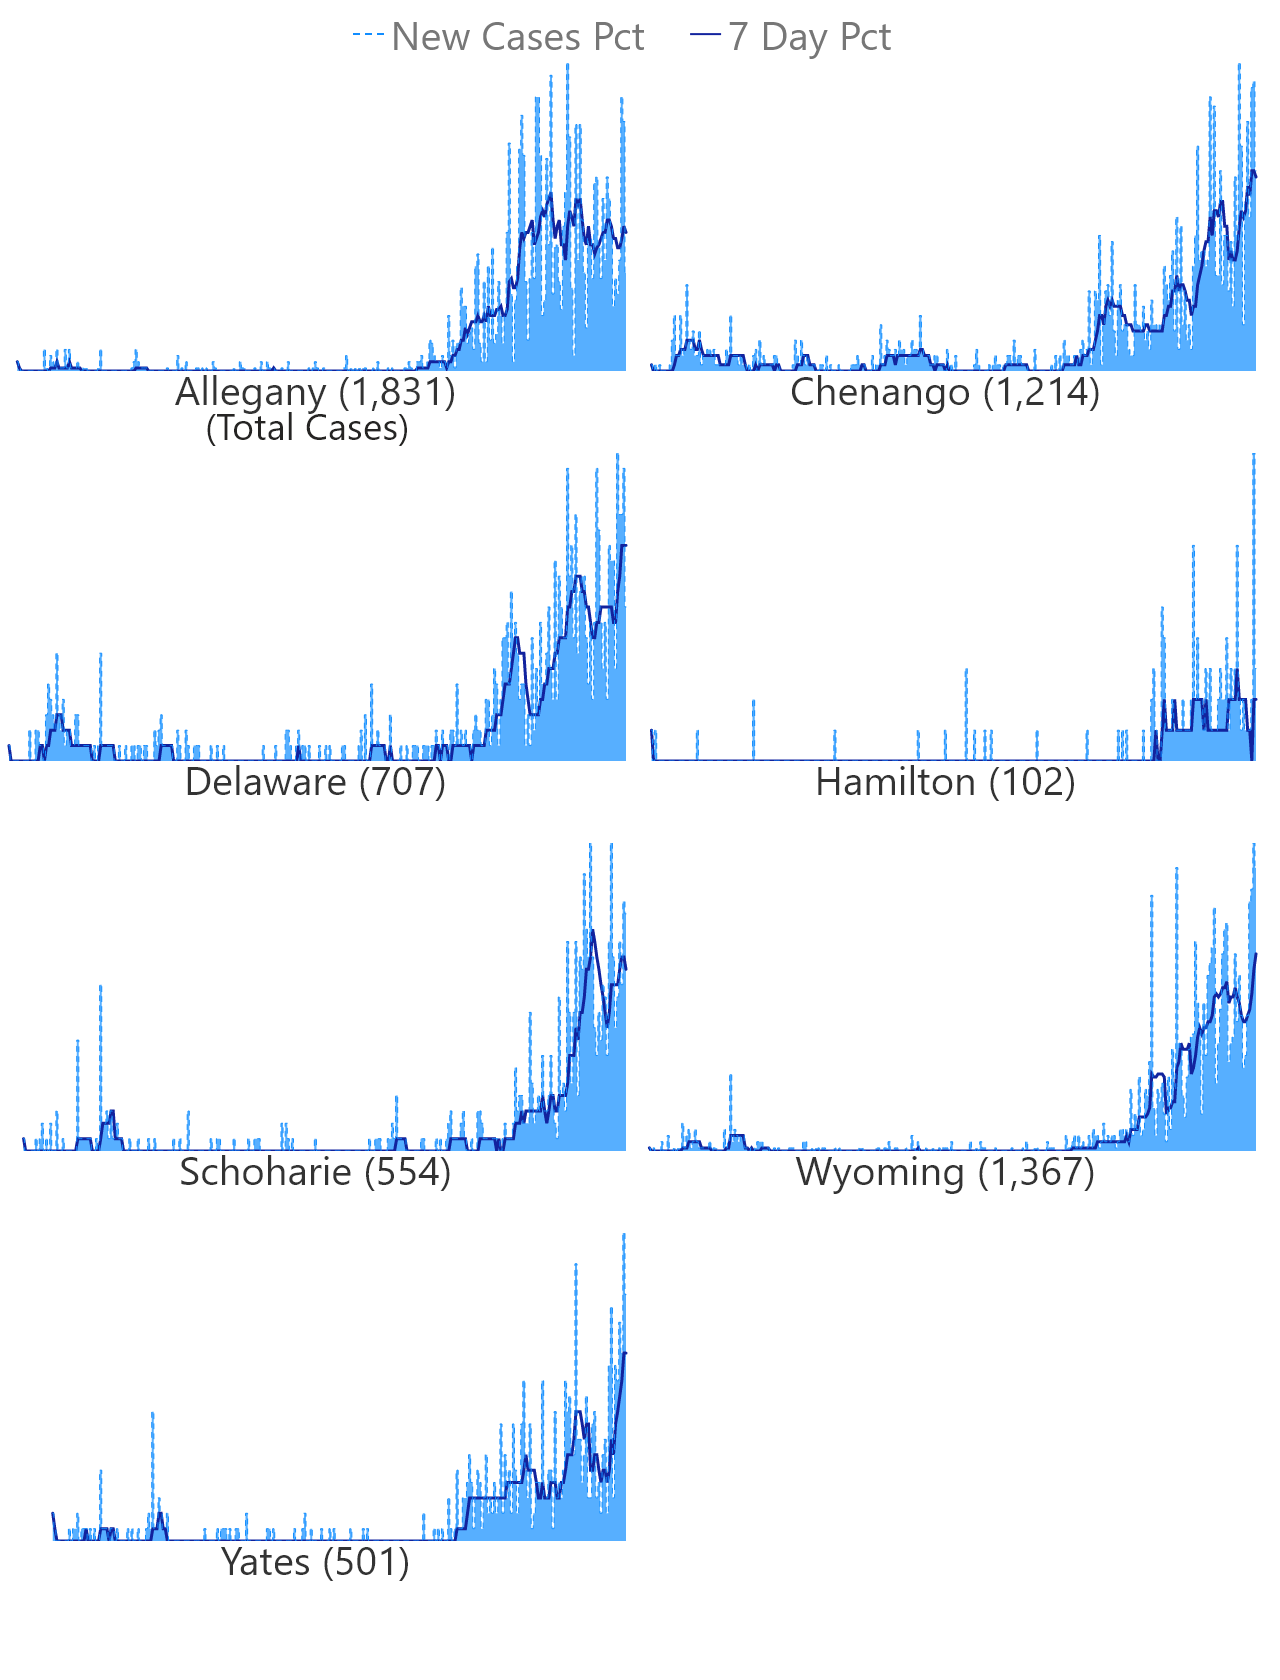 New Cases Pct 7 Day Pct
Allegany (1,831)
(Total Cases)
Chenango (1,214)
Delaware (707)
Hamilton (102)
Schoharie (554)
Wyoming (1,367)
Yates (501)